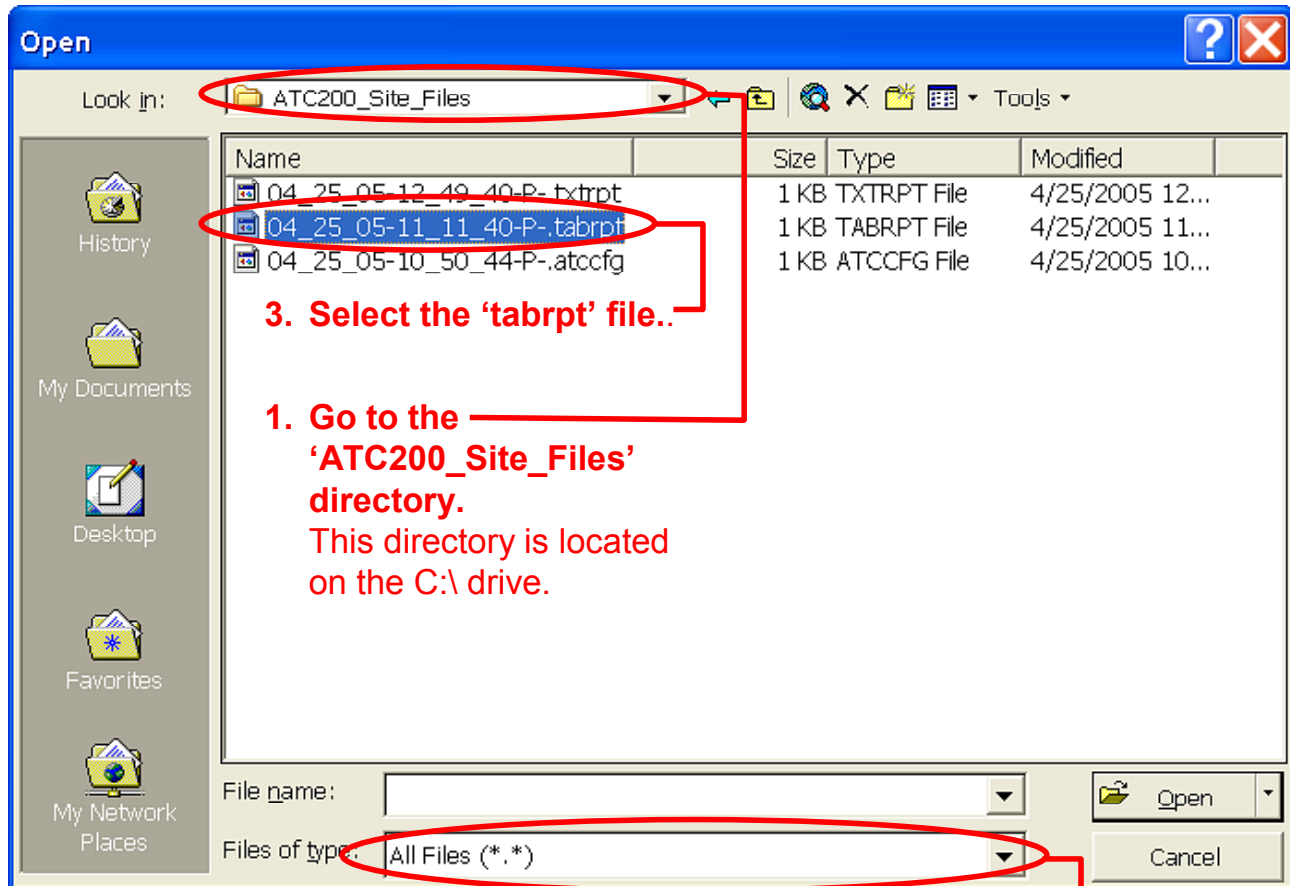 Open
Look in:
ATC200_Site_Files
Tools
Name Size Type Modified
04_25_05-12_49_40-P-.txtrpt 1 KB TXTRPT File 4/25/2005 12...
04_25_05-11_11_40-P-.tabrpt 1 KB TABRPT File 4/25/2005 11...
04_25_05-10_50_44-P-.atccfg 1 KB ATCCFG File 4/25/2005 10...
3. Select the ‘tabrpt’ file..
1. Go to the
‘ATC200_Site_Files’
directory.
This directory is located
on the C:\ drive.
History
My Documents
Desktop
Favorites
My Network
Places
File name:
Open
Files of type:
All Files (*.*)
Cancel